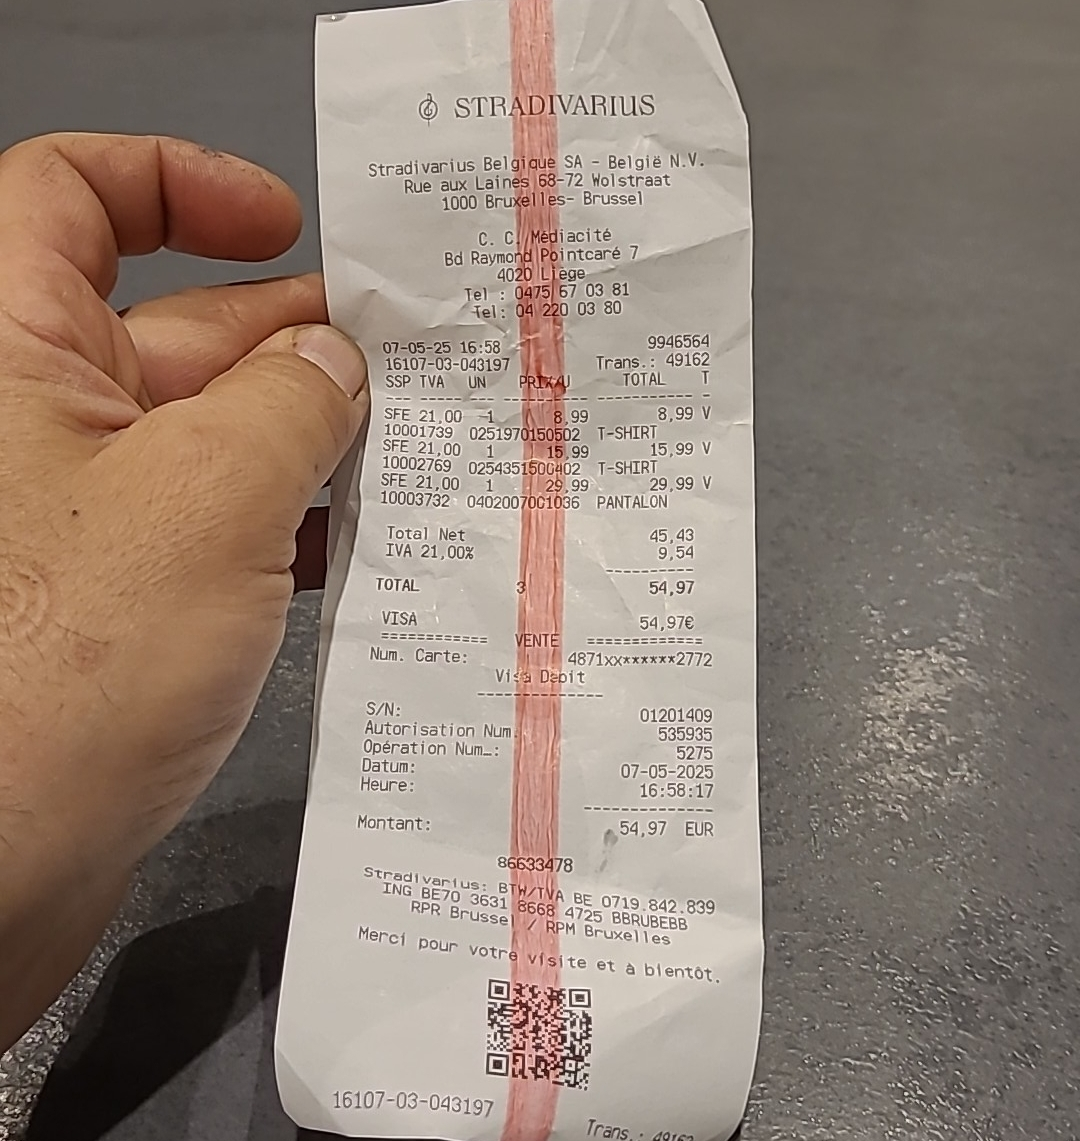 STRADIVARIUS
Stradivarius Belgique SA - België N.V.
Rue aux Laines 68-72 Wolstraat
1000 Bruxelles- Brussel
C. C. Médiacité
Bd Raymond Pointcaré 7
4020 Liège
Tel : 0475 67 03 81
Tel: 04 220 03 80
07-05-25 16:58 9946564
16107-03-043197 Trans.: 49162
SSP TVA UN PRIX/U TOTAL T
--- --- --- ---------- ----------- -
SFE 21,00 1 8,99 8,99 V
10001739 0251970150502 T-SHIRT
SFE 21,00 1 15,99 15,99 V
10002769 0254351500402 T-SHIRT
SFE 21,00 1 29,99 29,99 V
10003732 0402007001036 PANTALON
Total Net 45,43
IVA 21,00% 9,54
----------
TOTAL 3 54,97
VISA 54,97€
============ VENTE =============
Num. Carte: 4871xx******2772
Visa Debit
--------------
S/N: 01201409
Autorisation Num: 535935
Opération Num_: 5275
Datum: 07-05-2025
Heure: 16:58:17
--------------
Montant: 54,97 EUR
86633478
Stradivarius: BTW/TVA BE 0719.842.839
ING BE70 3631 8668 4725 BBRUBEBB
RPR Brussel / RPM Bruxelles
Merci pour votre visite et à bientôt.
16107-03-043197
Trans.: 49162